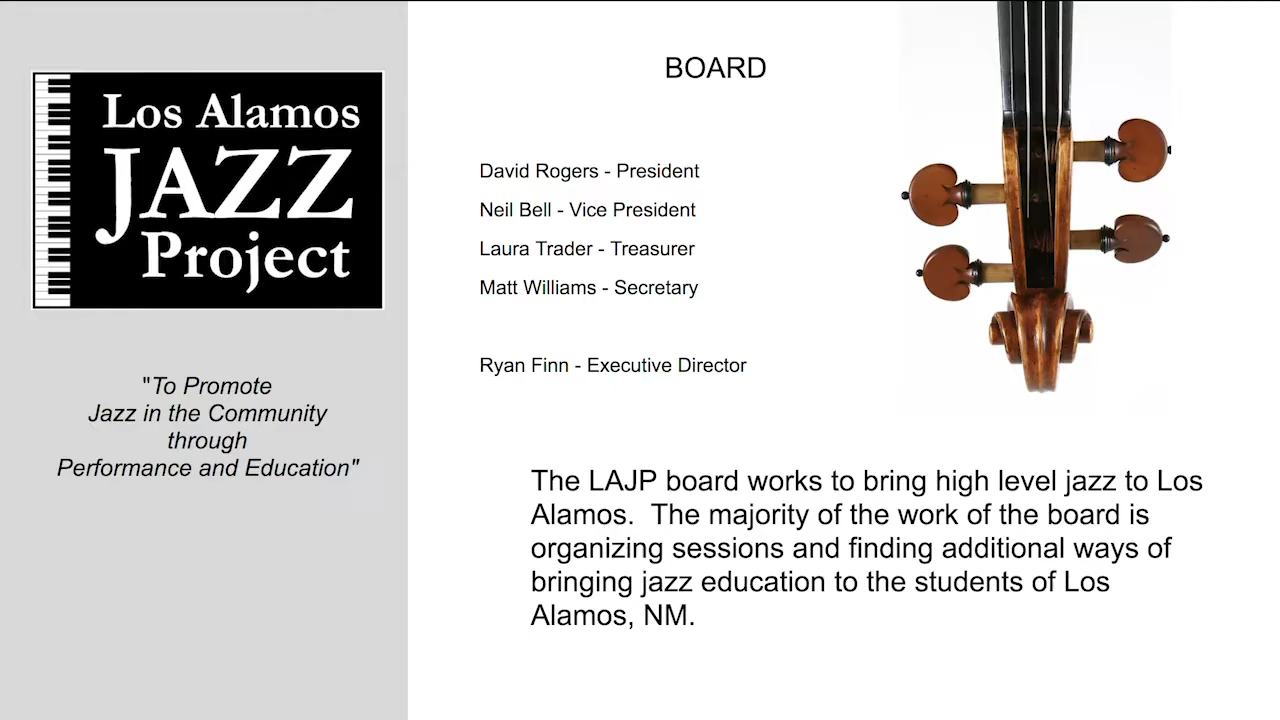 Los Alamos
JAZZ
Project
"To Promote
Jazz in the Community
through
Performance and Education"
BOARD
David Rogers - President
Neil Bell - Vice President
Laura Trader - Treasurer
Matt Williams - Secretary
Ryan Finn - Executive Director
The LAJP board works to bring high level jazz to Los
Alamos.  The majority of the work of the board is
organizing sessions and finding additional ways of
bringing jazz education to the students of Los
Alamos, NM.